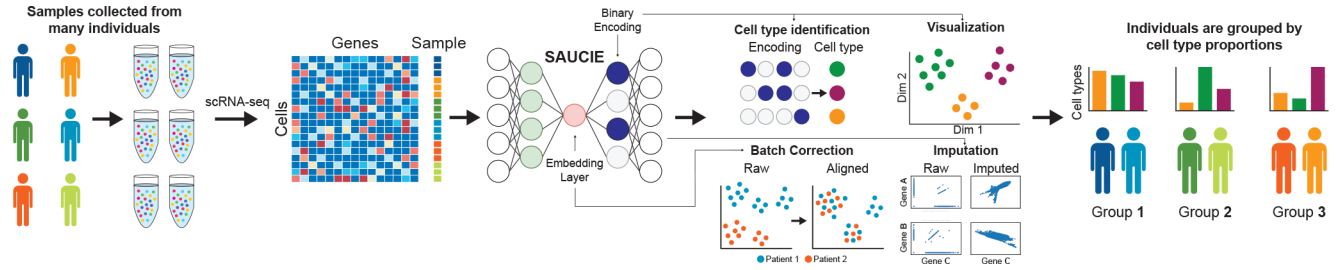 Samples collected from
many individuals
scRNA-seq
Genes
Sample
Cells
Binary
Encoding
SAUCIE
Embedding
Layer
Cell type identification
Encoding
Cell type
Visualization
Dim 2
Dim 1
Batch Correction
Raw
Aligned
Patient 1
Patient 2
Imputation
Raw
Imputed
Gene A
Gene B
Gene C
Gene C
Individuals are grouped by
cell type proportions
Cell types
Group 1
Group 2
Group 3